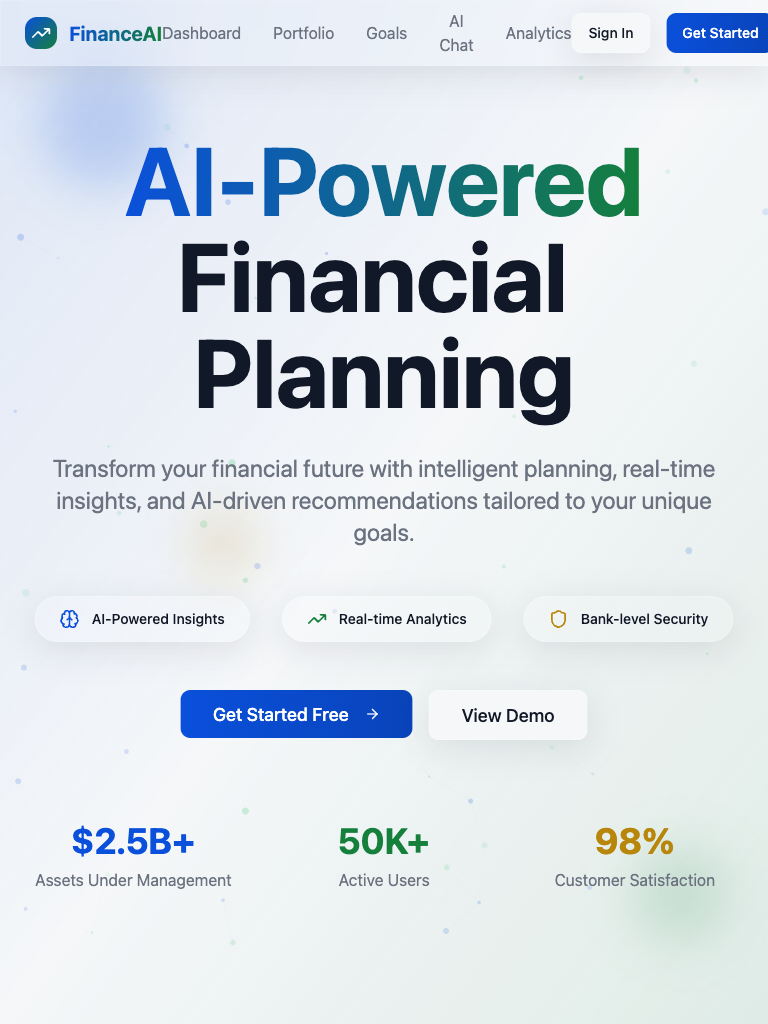 FinanceAI
Dashboard
Portfolio
Goals
AI
Chat
Analytics
Sign In
Get Started
AI-Powered
Financial
Planning
Transform your financial future with intelligent planning, real-time
insights, and AI-driven recommendations tailored to your unique
goals.
AI-Powered Insights
Real-time Analytics
Bank-level Security
Get Started Free
View Demo
$2.5B+
Assets Under Management
50K+
Active Users
98%
Customer Satisfaction